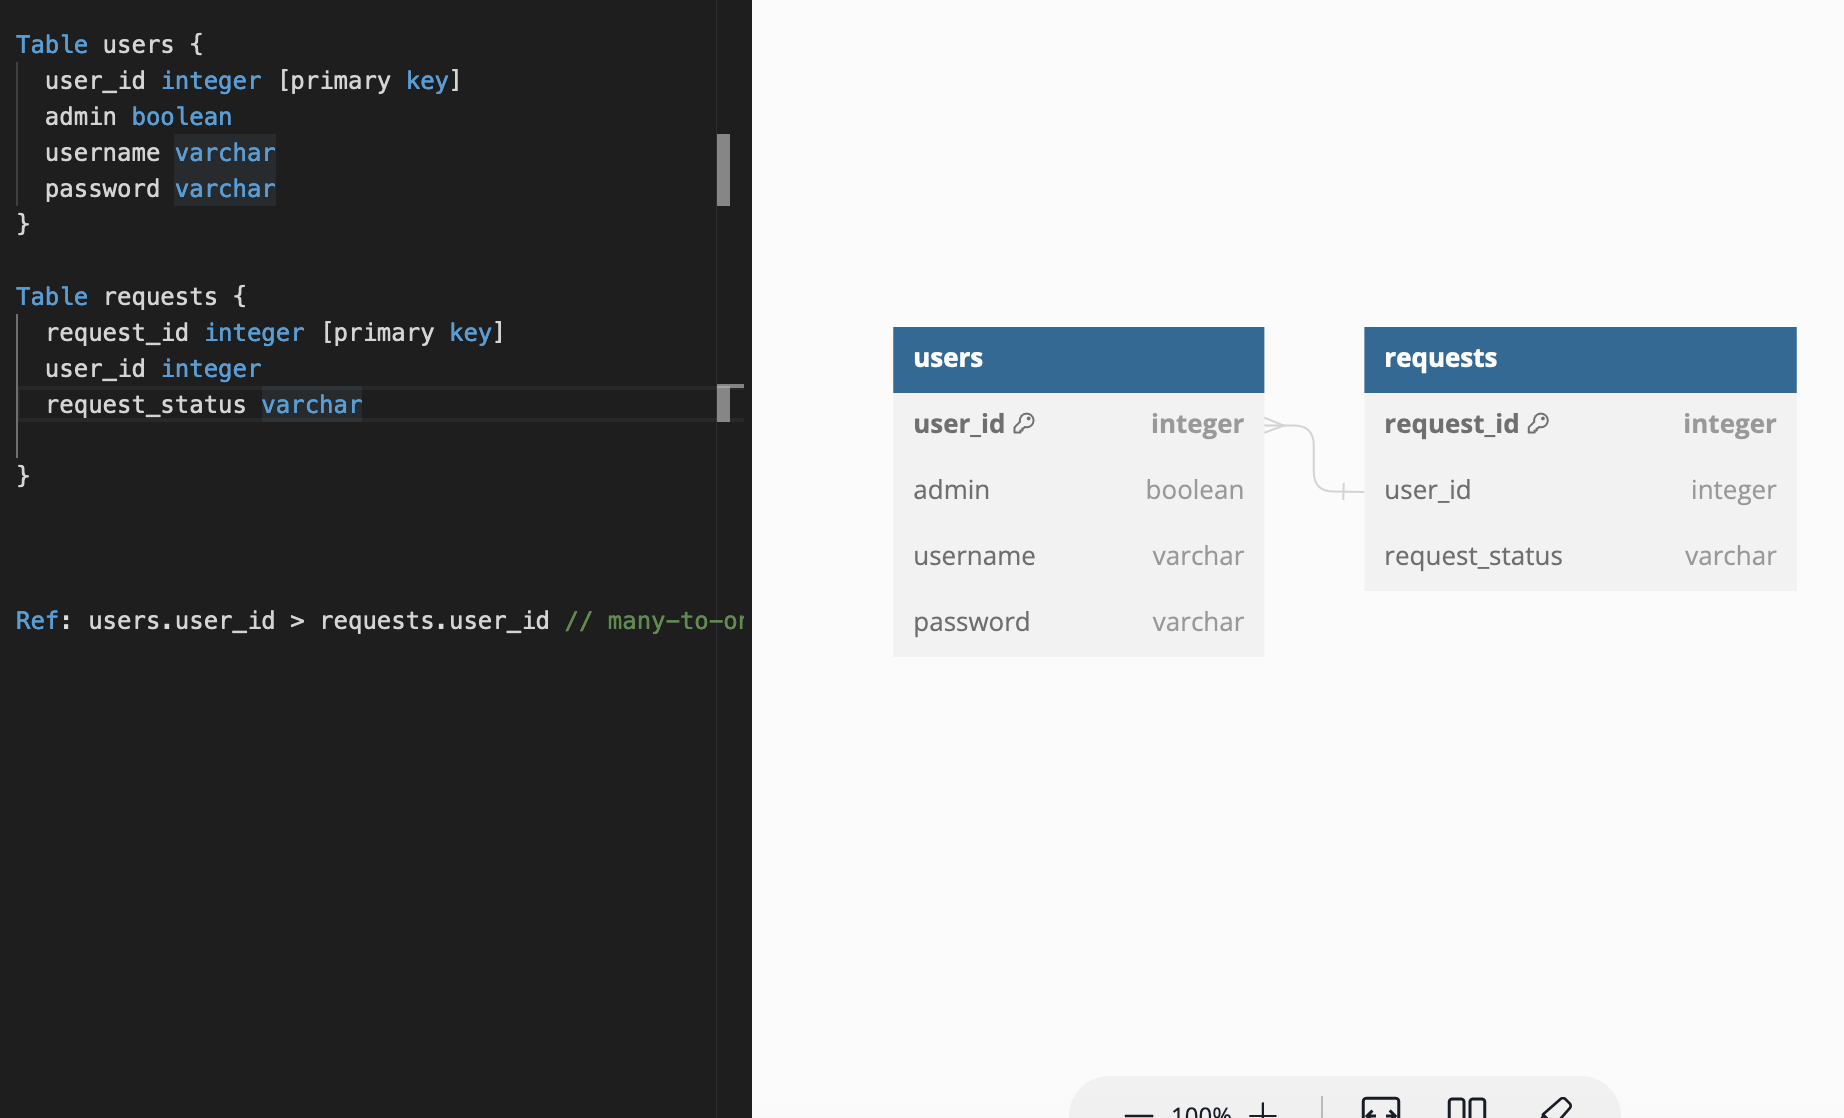 Table users {
user_id integer [primary key]
admin boolean
username varchar
password varchar
}
Table requests {
request_id integer [primary key]
user_id integer
request_status varchar
}
Ref: users.user_id > requests.user_id // many-to-or
users
user_id integer
admin boolean
username varchar
password varchar
requests
request_id integer
user_id integer
request_status varchar
100%